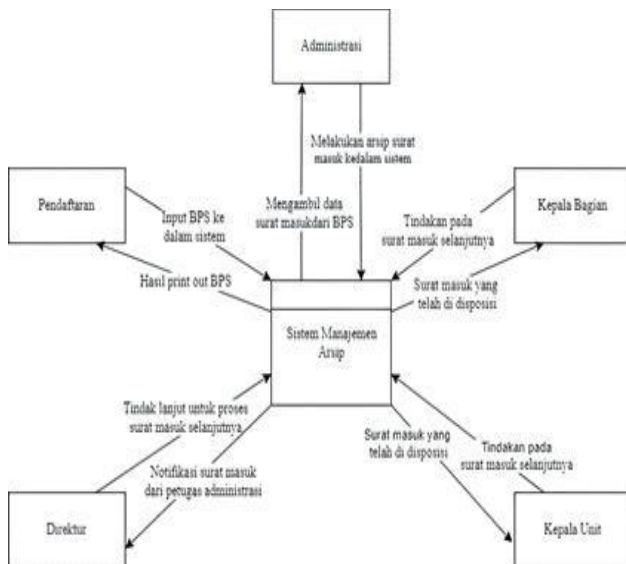 Administrasi
Melakukan arsip surat
masuk kedalam sistem
Mengambil data
surat masukdari BPS
Pendaftaran
Input BPS ke
dalam sistem
Hasil print out BPS
Kepala Bagian
Tindakan pada
surat masuk selanjutnya
Surat masuk yang
telah di disposisi
Sistem Manajemen
Arsip
Tindak lanjut untuk proses
surat masuk selanjutnya
Notifikasi surat masuk
dari petugas administrasi
Direktur
Surat masuk yang
telah di disposisi
Tindakan pada
surat masuk selanjutnya
Kepala Unit